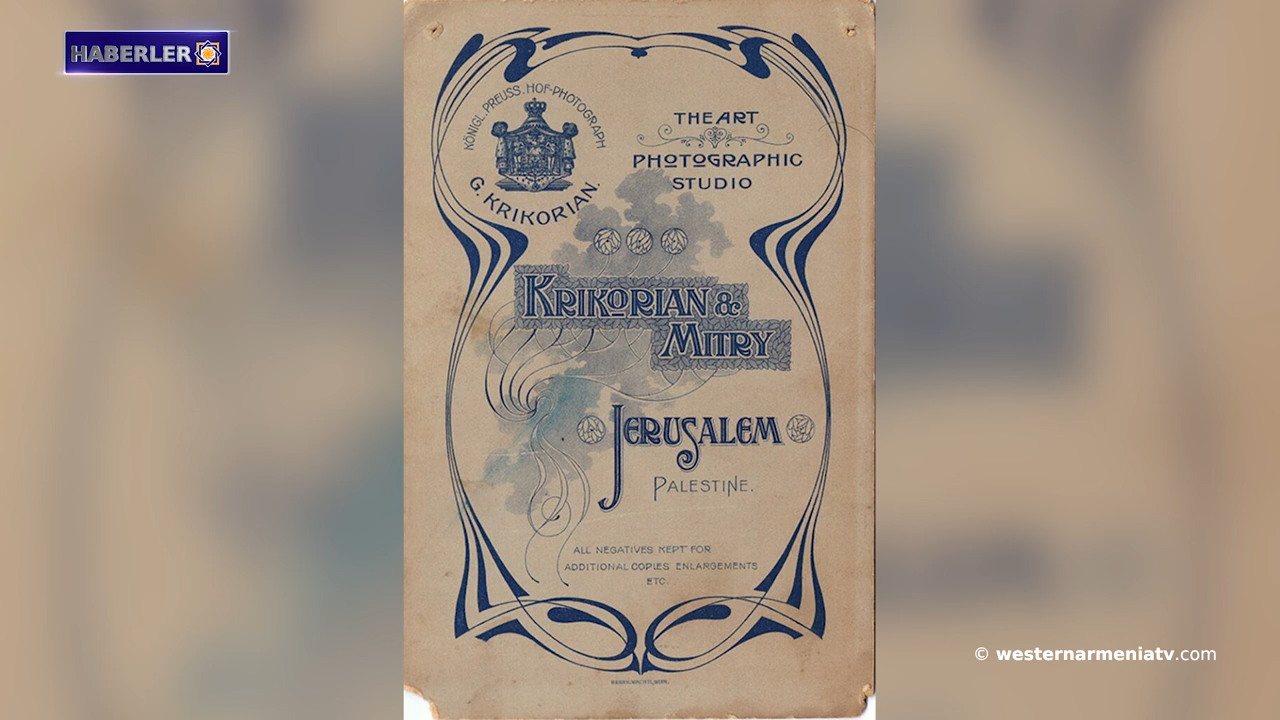 HABERLER
KÖNIGL. PREUSS. HOF-PHOTOGRAPH
G. KRIKORIAN.
THE ART
PHOTOGRAPHIC
STUDIO
KRIKORIAN &
MITRY
JERUSALEM
PALESTINE.
ALL NEGATIVES KEPT FOR
ADDITIONAL COPIES ENLARGEMENTS
ETC.
© westernarmeniatv.com